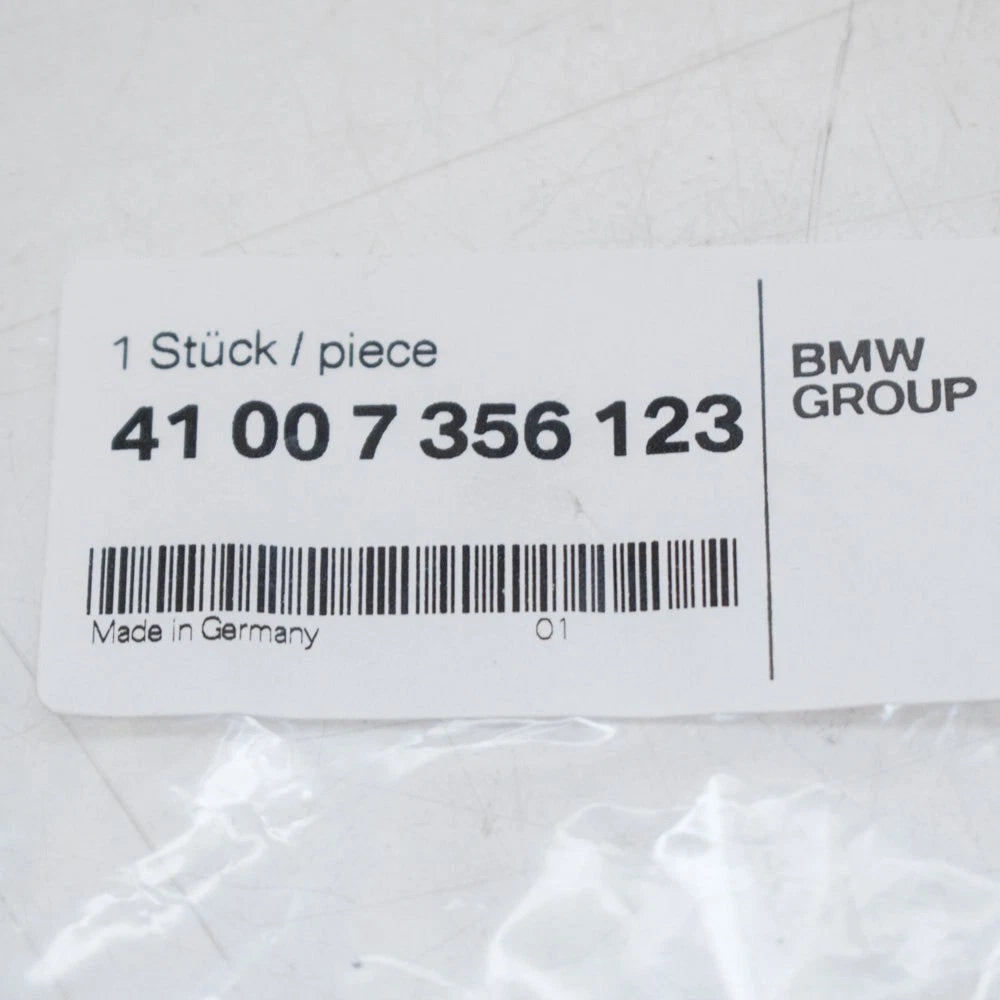 1 Stück / piece
41 00 7 356 123
Made in Germany 01
BMW
GROUP